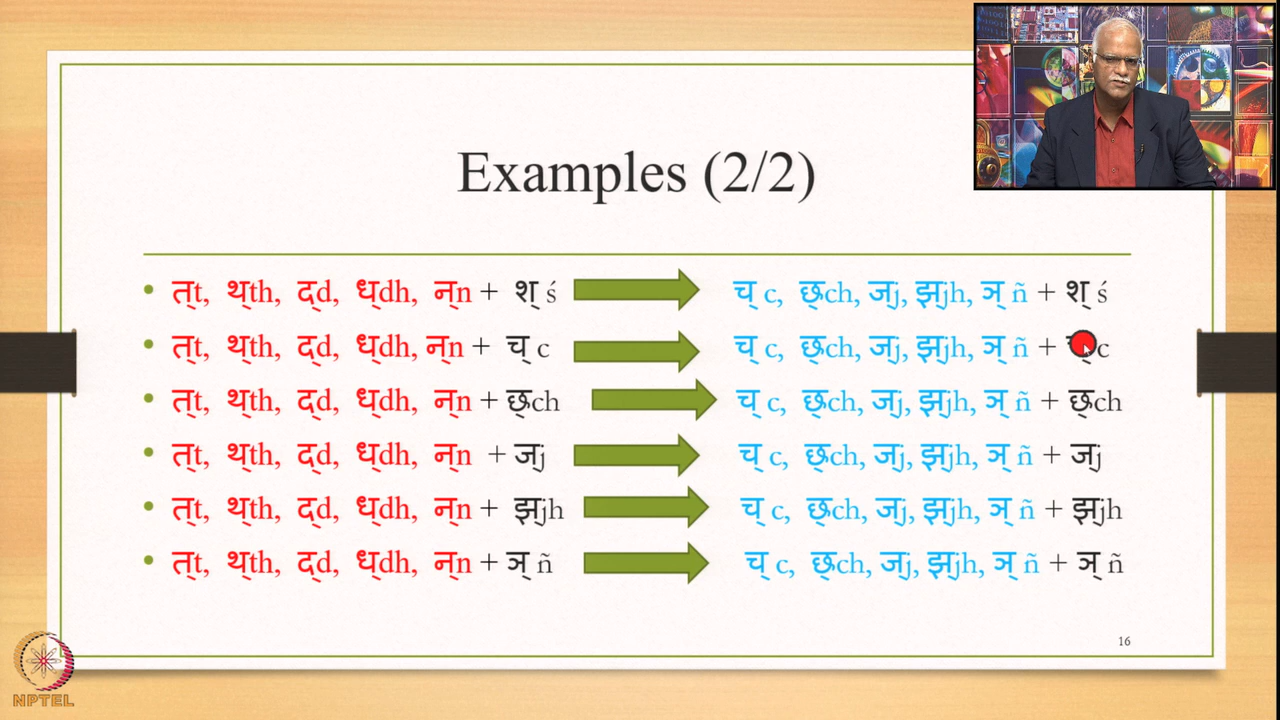 Examples (2/2)
• त्t, थ्th, द्d, ध्dh, न्n + श् ś च् c, छ्ch, ज्j, झ्jh, ञ् ñ + श् ś
• त्t, थ्th, द्d, ध्dh, न्n + च् c च् c, छ्ch, ज्j, झ्jh, ञ् ñ + c
• त्t, थ्th, द्d, ध्dh, न्n + छ्ch च् c, छ्ch, ज्j, झ्jh, ञ् ñ + छ्ch
• त्t, थ्th, द्d, ध्dh, न्n + ज्j च् c, छ्ch, ज्j, झ्jh, ञ् ñ + ज्j
• त्t, थ्th, द्d, ध्dh, न्n + झ्jh च् c, छ्ch, ज्j, झ्jh, ञ् ñ + झ्jh
• त्t, थ्th, द्d, ध्dh, न्n + ञ् ñ च् c, छ्ch, ज्j, झ्jh, ञ् ñ + ञ् ñ
16
NPTEL